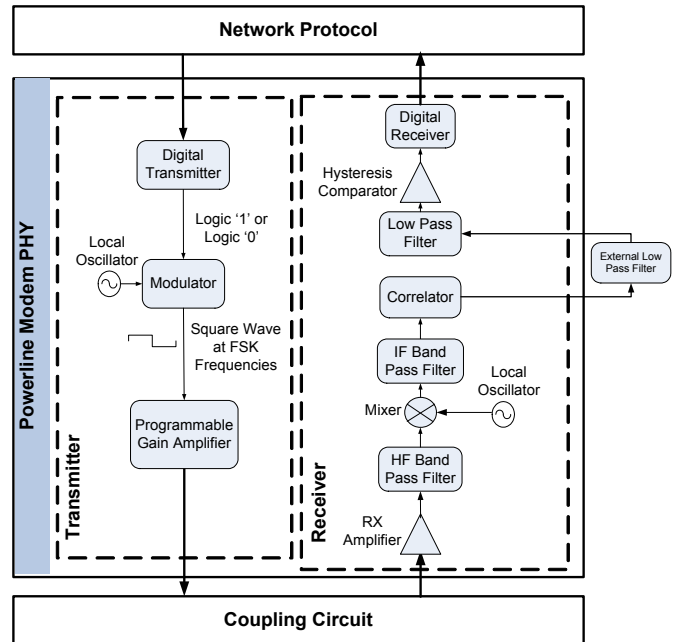 Network Protocol
Powerline Modem PHY
Transmitter
Digital
Transmitter
Logic ‘1’ or
Logic ‘0’
Local
Oscillator
Modulator
Square Wave
at FSK
Frequencies
Programmable
Gain Amplifier
Receiver
Digital
Receiver
Hysteresis
Comparator
Low Pass
Filter
External Low
Pass Filter
Correlator
IF Band
Pass Filter
Local
Oscillator
Mixer
HF Band
Pass Filter
RX
Amplifier
Coupling Circuit